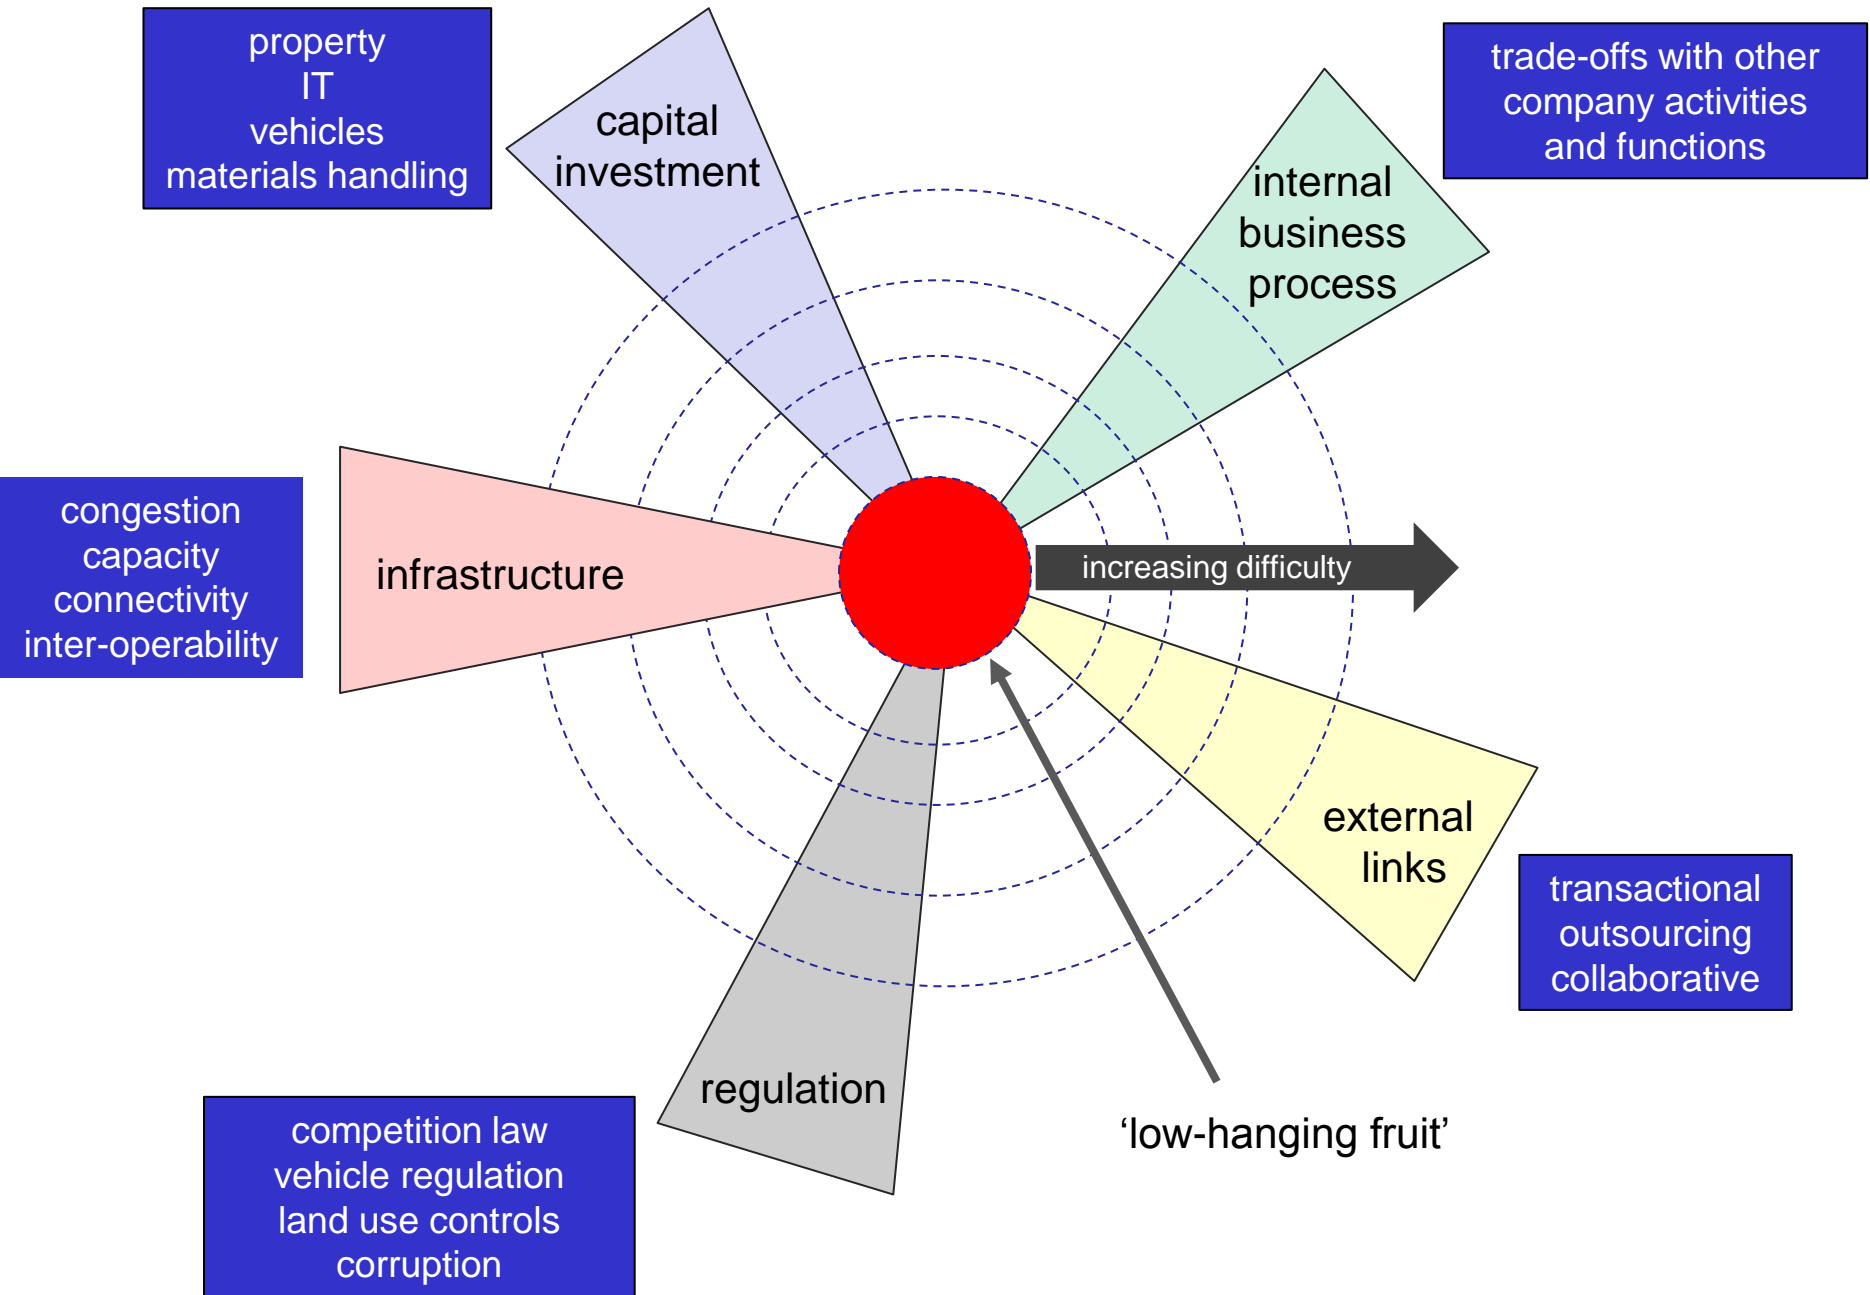 property
IT
vehicles
materials handling
capital
investment
trade-offs with other
company activities
and functions
internal
business
process
congestion
capacity
connectivity
inter-operability
infrastructure
increasing difficulty
external
links
transactional
outsourcing
collaborative
regulation
competition law
vehicle regulation
land use controls
corruption
‘low-hanging fruit’